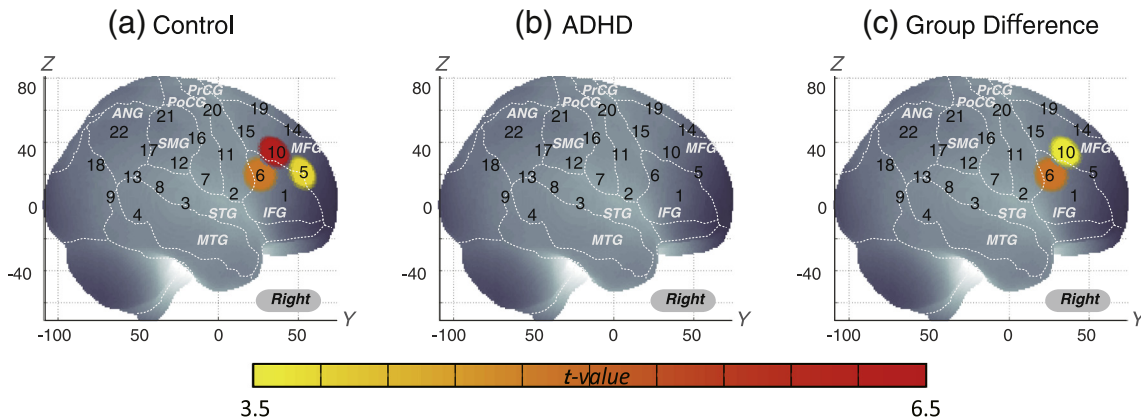 (a) Control
Z
80
40
0
-40
PrCG
PoCG
ANG
SMG
MFG
IFG
STG
MTG
22
21
20
19
14
15
16
17
18
13
12
11
10
5
6
7
8
9
4
3
2
1
Right
-100
50
0
50
Y
(b) ADHD
Z
80
40
0
-40
PrCG
PoCG
ANG
SMG
MFG
IFG
STG
MTG
22
21
20
19
14
15
16
17
18
13
12
11
10
5
6
7
8
9
4
3
2
1
Right
-100
50
0
50
Y
(c) Group Difference
Z
80
40
0
-40
PrCG
PoCG
ANG
SMG
MFG
IFG
STG
MTG
22
21
20
19
14
15
16
17
18
13
12
11
10
5
6
7
8
9
4
3
2
1
Right
-100
50
0
50
Y
t-value
3.5
6.5